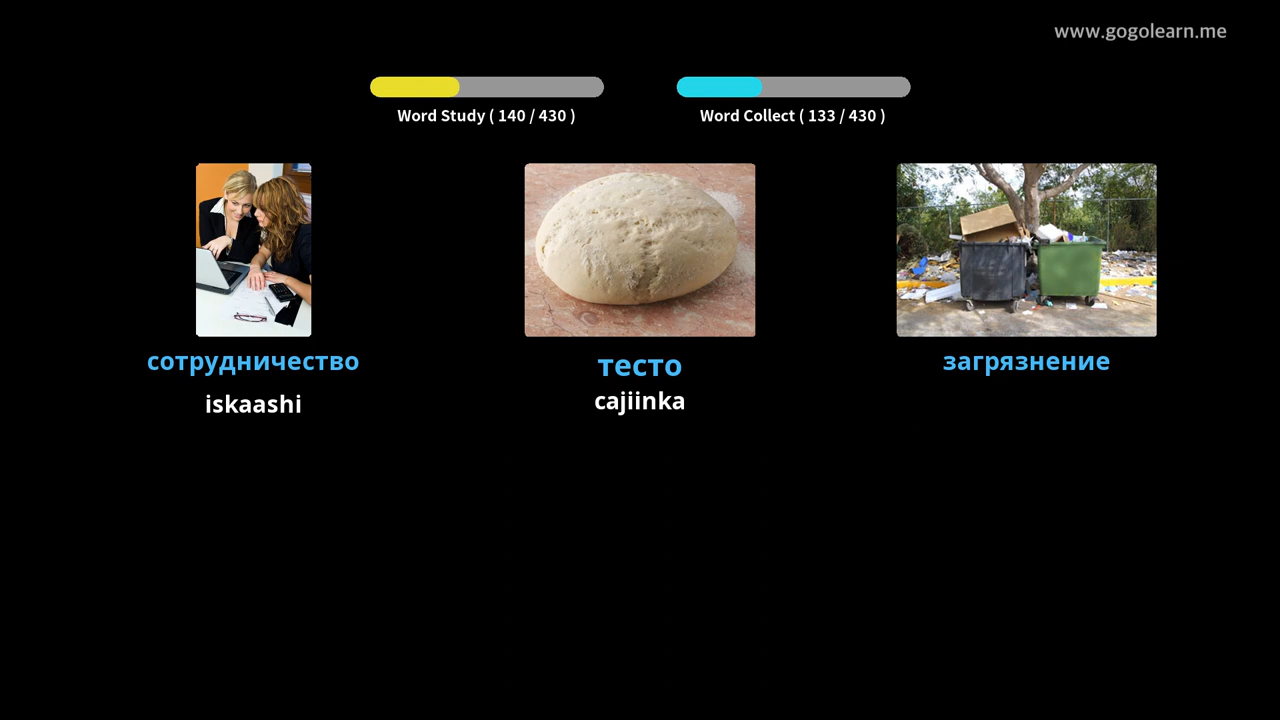 www.gogolearn.me
Word Study ( 140 / 430 )
Word Collect ( 133 / 430 )
сотрудничество
iskaashi
тесто
cajiinka
загрязнение